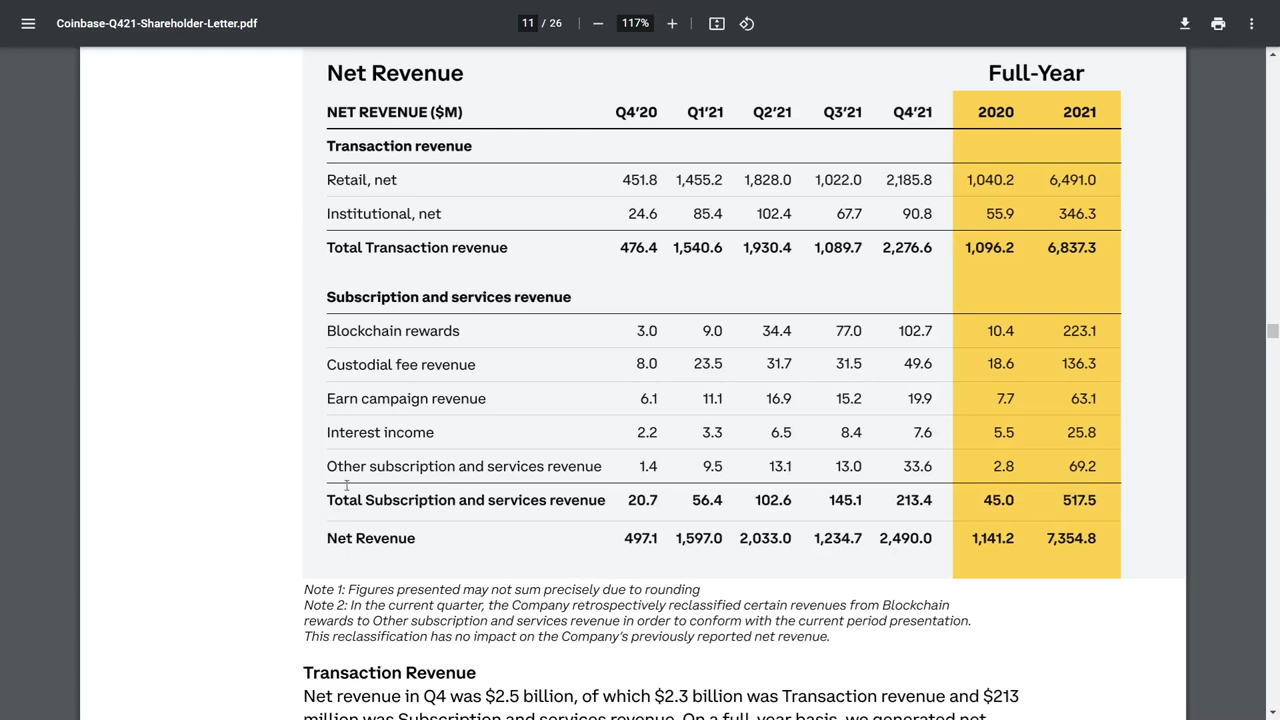 Coinbase-Q421-Shareholder-Letter.pdf 11 / 26 117%
Net Revenue Full-Year
NET REVENUE ($M) Q4'20 Q1'21 Q2'21 Q3'21 Q4'21 2020 2021
Transaction revenue
Retail, net 451.8 1,455.2 1,828.0 1,022.0 2,185.8 1,040.2 6,491.0
Institutional, net 24.6 85.4 102.4 67.7 90.8 55.9 346.3
Total Transaction revenue 476.4 1,540.6 1,930.4 1,089.7 2,276.6 1,096.2 6,837.3
Subscription and services revenue
Blockchain rewards 3.0 9.0 34.4 77.0 102.7 10.4 223.1
Custodial fee revenue 8.0 23.5 31.7 31.5 49.6 18.6 136.3
Earn campaign revenue 6.1 11.1 16.9 15.2 19.9 7.7 63.1
Interest income 2.2 3.3 6.5 8.4 7.6 5.5 25.8
Other subscription and services revenue 1.4 9.5 13.1 13.0 33.6 2.8 69.2
Total Subscription and services revenue 20.7 56.4 102.6 145.1 213.4 45.0 517.5
Net Revenue 497.1 1,597.0 2,033.0 1,234.7 2,490.0 1,141.2 7,354.8
Note 1: Figures presented may not sum precisely due to rounding
Note 2: In the current quarter, the Company retrospectively reclassified certain revenues from Blockchain
rewards to Other subscription and services revenue in order to conform with the current period presentation.
This reclassification has no impact on the Company's previously reported net revenue.
Transaction Revenue
Net revenue in Q4 was $2.5 billion, of which $2.3 billion was Transaction revenue and $213
million was Subscription and services revenue. On a full-year basis, we generated net